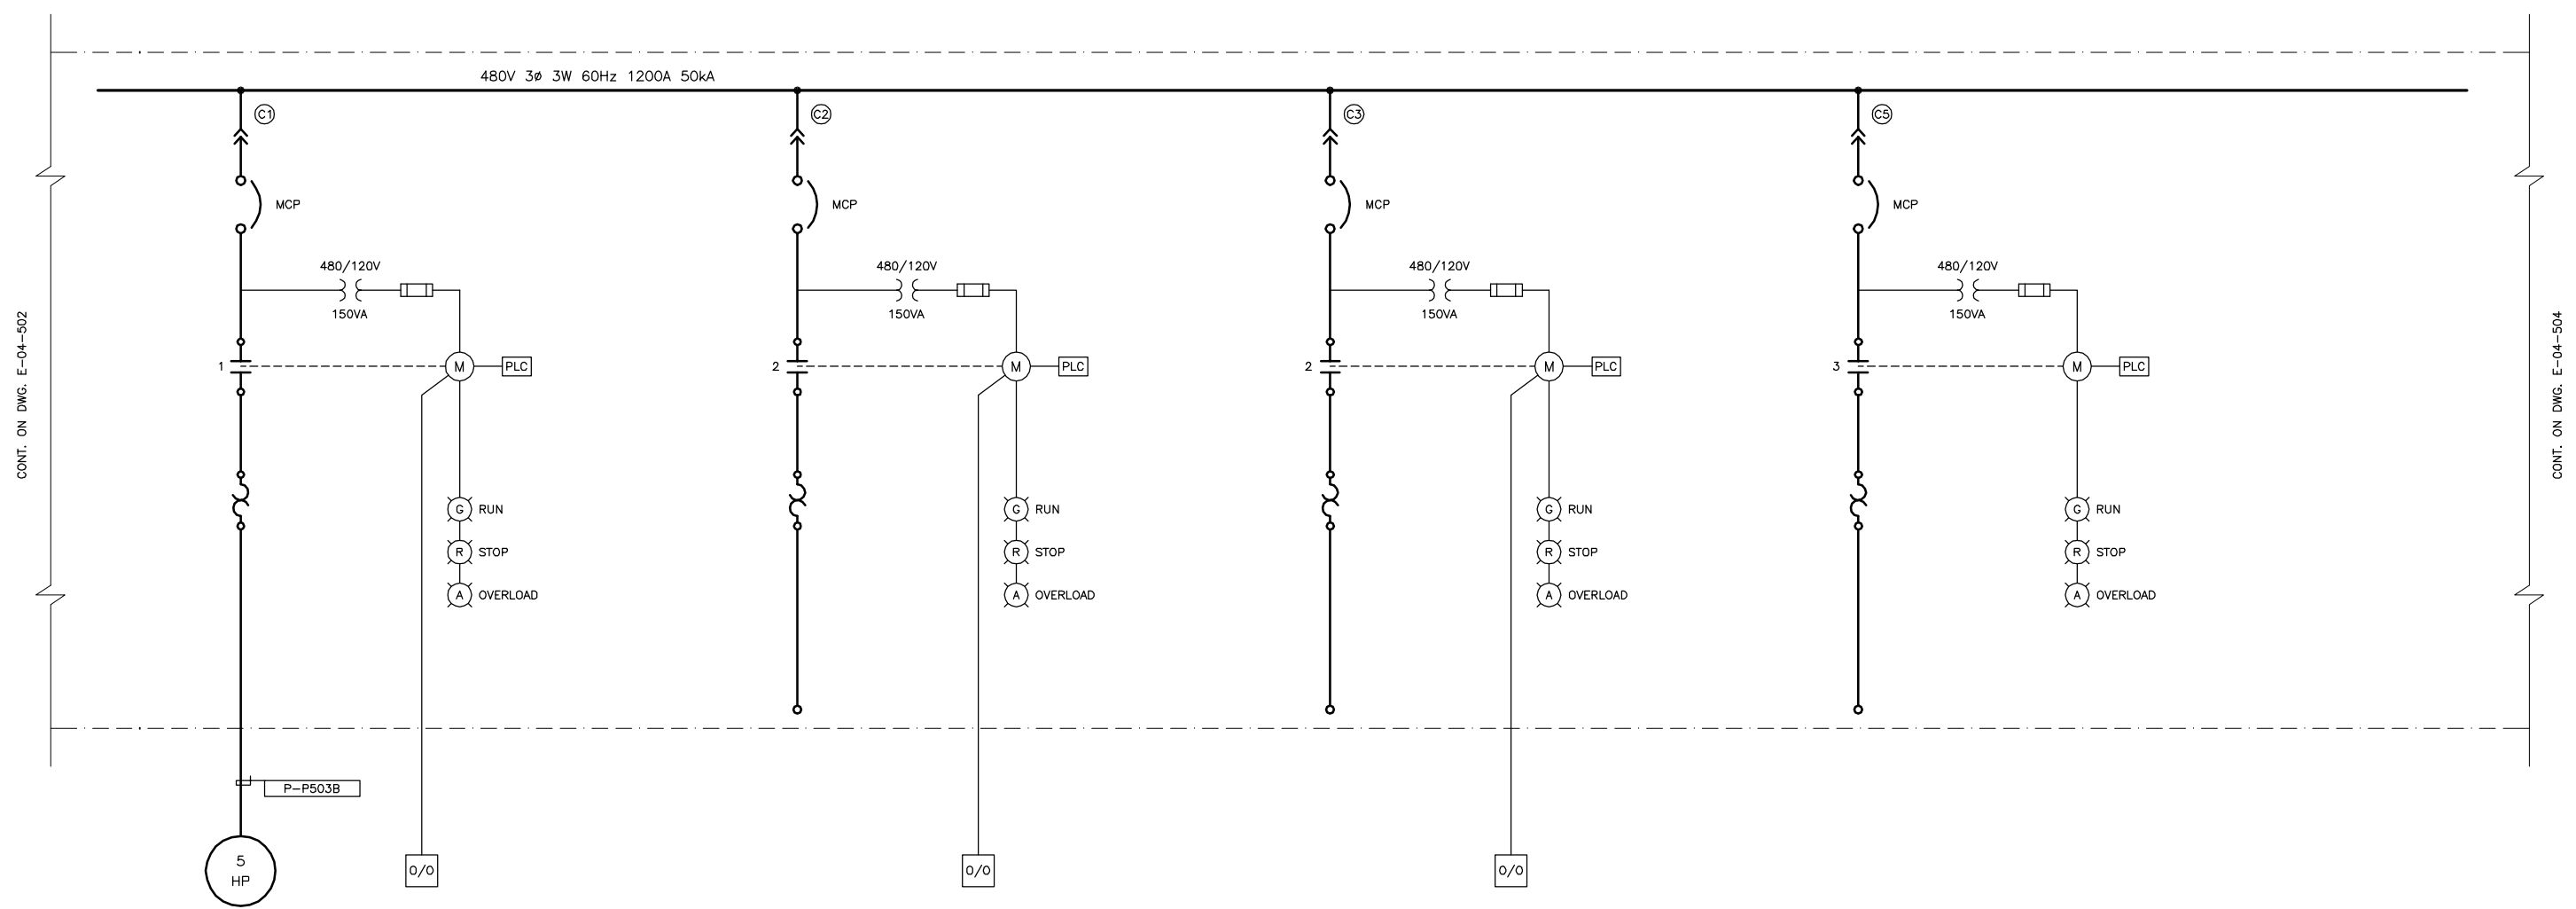 480V 3ø 3W 60Hz 1200A 50kA
C1
C2
C3
C5
MCP
MCP
MCP
MCP
480/120V
480/120V
480/120V
480/120V
150VA
150VA
150VA
150VA
CONT. ON DWG. E-04-502
CONT. ON DWG. E-04-504
1
M
PLC
2
M
PLC
2
M
PLC
3
M
PLC
G RUN
G RUN
G RUN
G RUN
R STOP
R STOP
R STOP
R STOP
A OVERLOAD
A OVERLOAD
A OVERLOAD
A OVERLOAD
P-P503B
5
HP
O/O
O/O
O/O